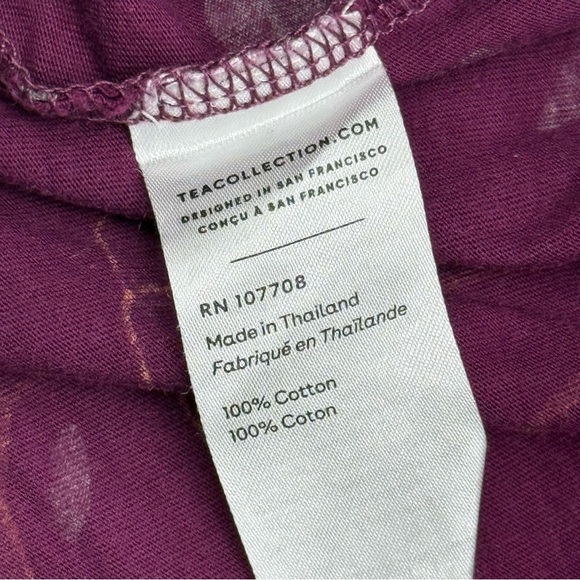 TEACOLLECTION.COM
DESIGNED IN SAN FRANCISCO
CONÇU À SAN FRANCISCO
RN 107708
Made in Thailand
Fabriqué en Thaïlande
100% Cotton
100% Coton